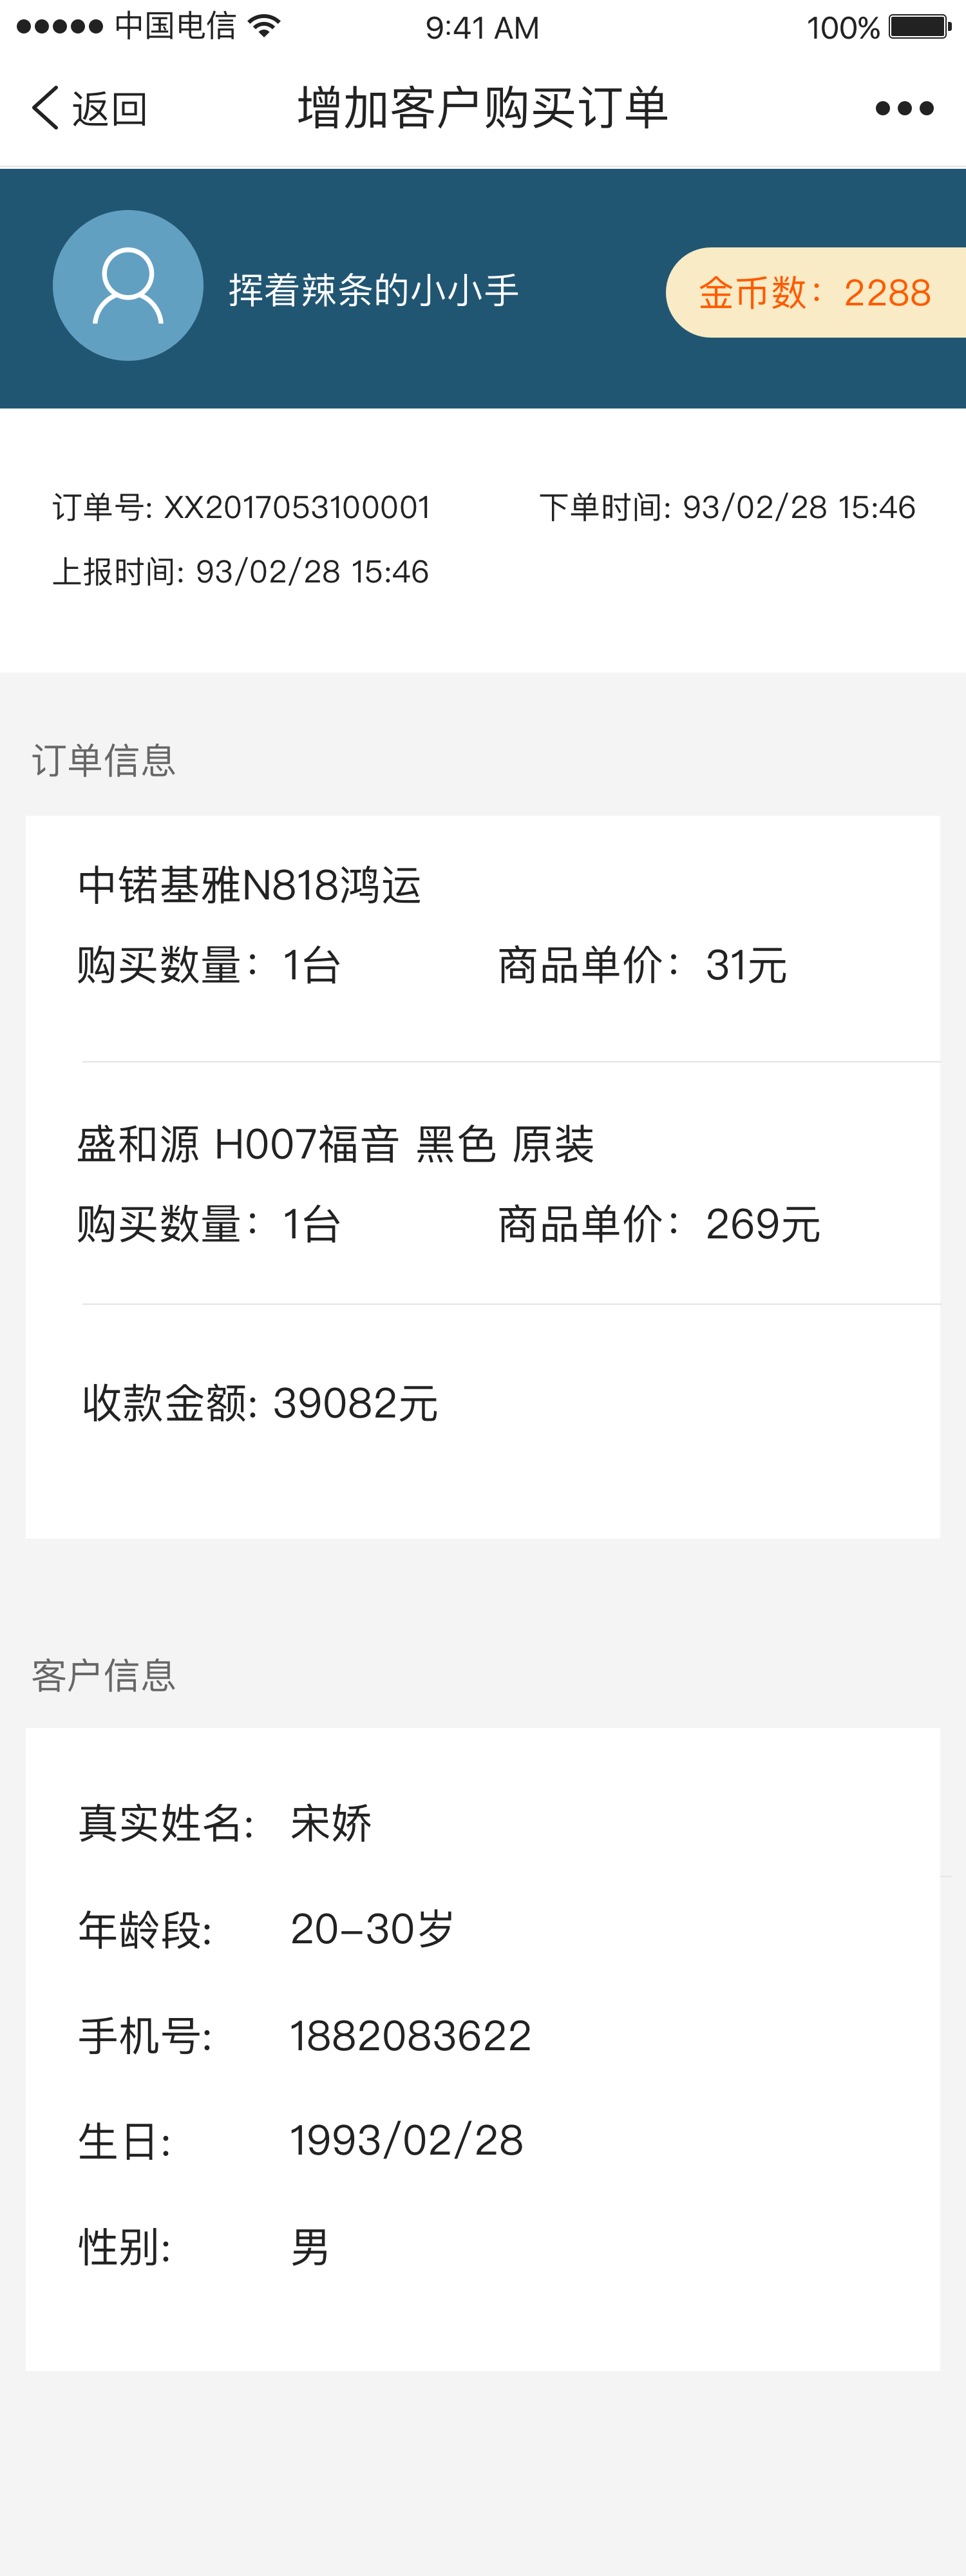 中国电信 9:41 AM 100%
返回 增加客户购买订单
挥着辣条的小小手 金币数：2288
订单号: XX2017053100001 下单时间: 93/02/28 15:46
上报时间: 93/02/28 15:46
订单信息
中锘基雅N818鸿运
购买数量：1台 商品单价：31元
盛和源 H007福音 黑色 原装
购买数量：1台 商品单价：269元
收款金额: 39082元
客户信息
真实姓名: 宋娇
年龄段: 20-30岁
手机号: 1882083622
生日: 1993/02/28
性别: 男